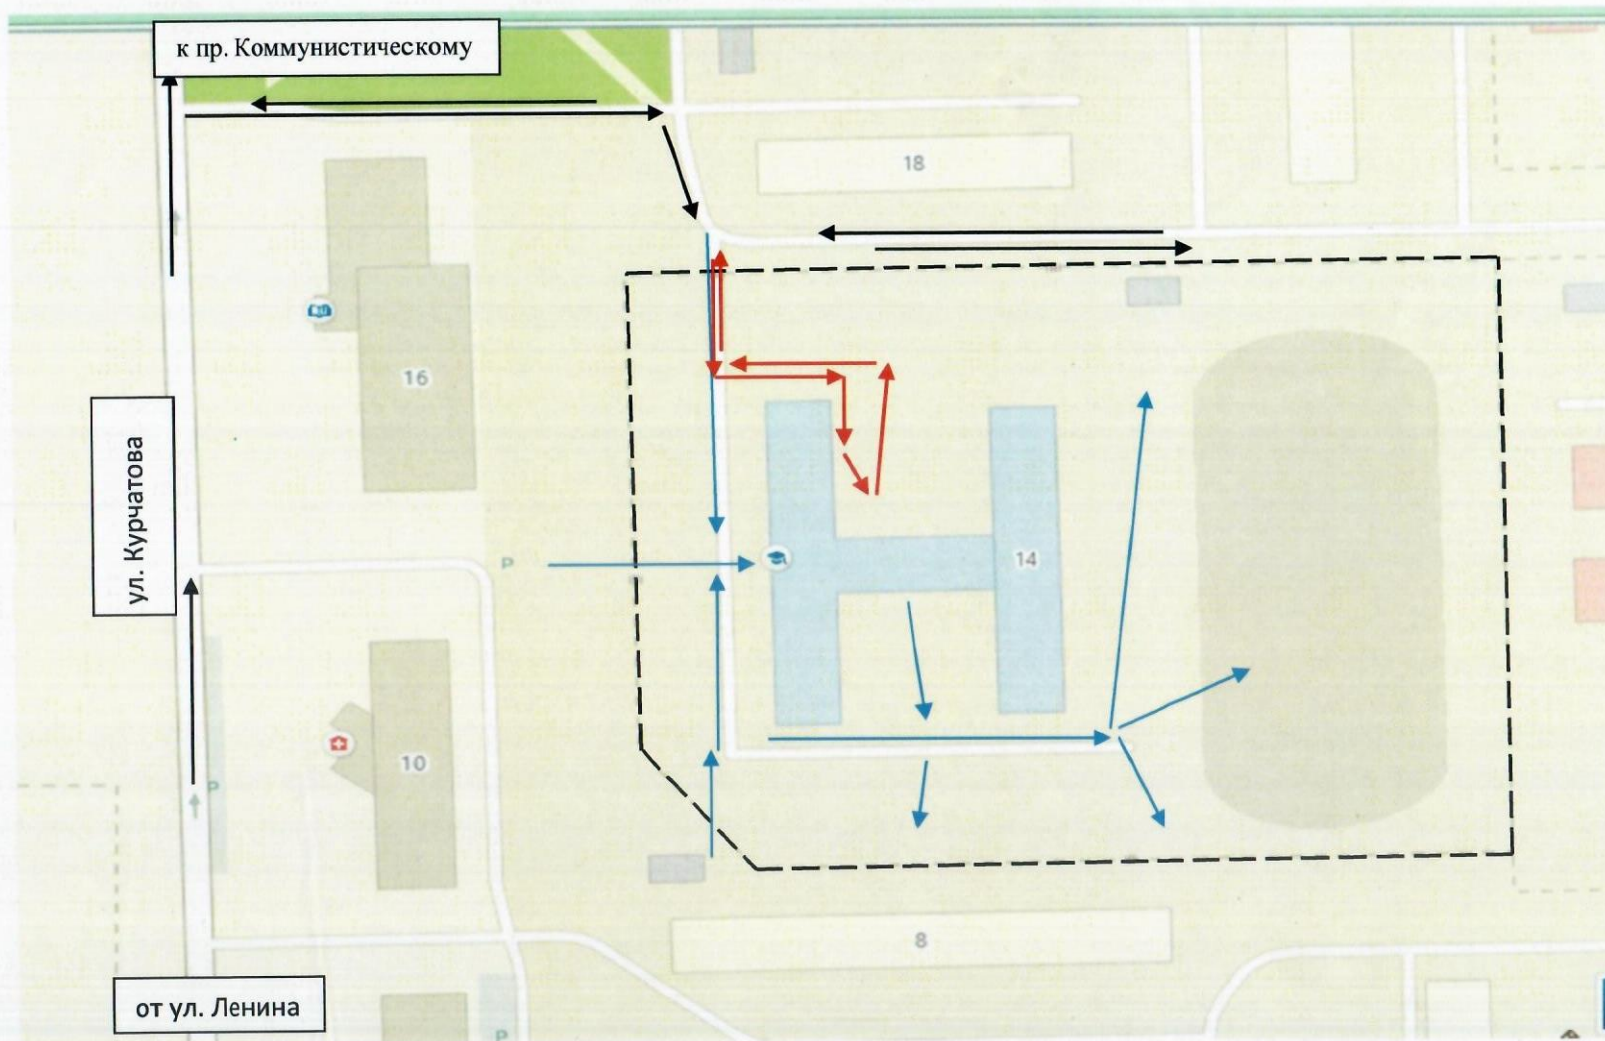 к пр. Коммунистическому
18
16
ул. Курчатова
P
14
10
P
8
от ул. Ленина
P